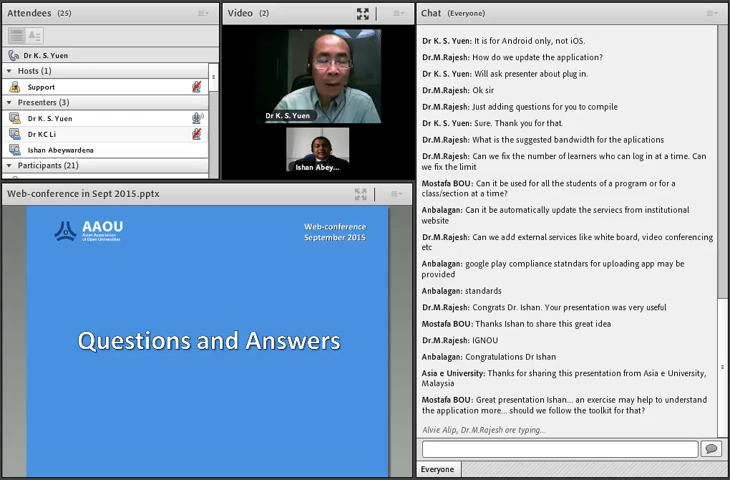 Attendees (25)
Dr K. S. Yuen
Hosts (1)
Support
Presenters (3)
Dr K. S. Yuen
Dr KC Li
Ishan Abeywardena
Participants (21)
Video (2)
Dr K. S. Yuen
Ishan Abey...
Web-conference in Sept 2015.pptx
AAOU
Asian Association
of Open Universities
Web-conference
September 2015
Questions and Answers
Chat (Everyone)
Dr K. S. Yuen: It is for Android only, not iOS.
Dr.M.Rajesh: How do we update the application?
Dr K. S. Yuen: Will ask presenter about plug in.
Dr.M.Rajesh: Ok sir
Dr.M.Rajesh: Just adding questions for you to compile
Dr K. S. Yuen: Sure. Thank you for that.
Dr.M.Rajesh: What is the suggested bandwidth for the aplications
Dr.M.Rajesh: Can we fix the number of learners who can log in at a time. Can
we fix the limit
Mostafa BOU: Can it be used for all the students of a program or for a
class/section at a time?
Anbalagan: Can it be automatically update the serviecs from institutional
website
Dr.M.Rajesh: Can we add external services like white board, video conferencing
etc
Anbalagan: google play compliance statndars for uploading app may be
provided
Anbalagan: standards
Dr.M.Rajesh: Congrats Dr. Ishan. Your presentation was very useful
Mostafa BOU: Thanks Ishan to share this great idea
Dr.M.Rajesh: IGNOU
Anbalagan: Congratulations Dr Ishan
Asia e University: Thanks for sharing this presentation from Asia e University,
Malaysia
Mostafa BOU: Great presentation Ishan... an exercise may help to understand
the application more... should we follow the toolkit for that?
Alvie Alip, Dr.M.Rajesh are typing...
Everyone